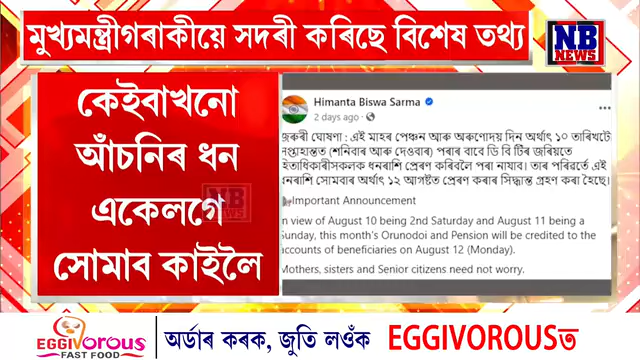 মুখ্যমন্ত্ৰীগৰাকীয়ে সদৰী কৰিছে বিশেষ তথ্য
NB
NEWS
কেইবাখনো
আঁচনিৰ ধন
একেলগে
সোমাব কাইলৈ
Himanta Biswa Sarma
2 days ago
জৰুৰী ঘোষণা : এই মাহৰ পেঞ্চন আৰু অৰুণোদয় দিন অৰ্থাৎ ১০ তাৰিখটো
সপ্তাহান্তত (শনিবাৰ আৰু দেওবাৰ) পৰাৰ বাবে ডি বি টিৰ জৰিয়তে
হিতাধিকাৰীসকলক ধনৰাশি প্ৰেৰণ কৰিবলৈ পৰা নাযাব। তাৰ পৰিৱৰ্তে এই
ধনৰাশি সোমবাৰ অৰ্থাৎ ১২ আগষ্টত প্ৰেৰণ কৰাৰ সিদ্ধান্ত গ্ৰহণ কৰা হৈছে।
Important Announcement
In view of August 10 being 2nd Saturday and August 11 being a
Sunday, this month's Orunodoi and Pension will be credited to the
accounts of beneficiaries on August 12 (Monday).
Mothers, sisters and Senior citizens need not worry.
NB
NEWS
EGGIVOROUS
FAST FOOD
অৰ্ডাৰ কৰক, জুতি লওঁক
EGGIVOROUSত